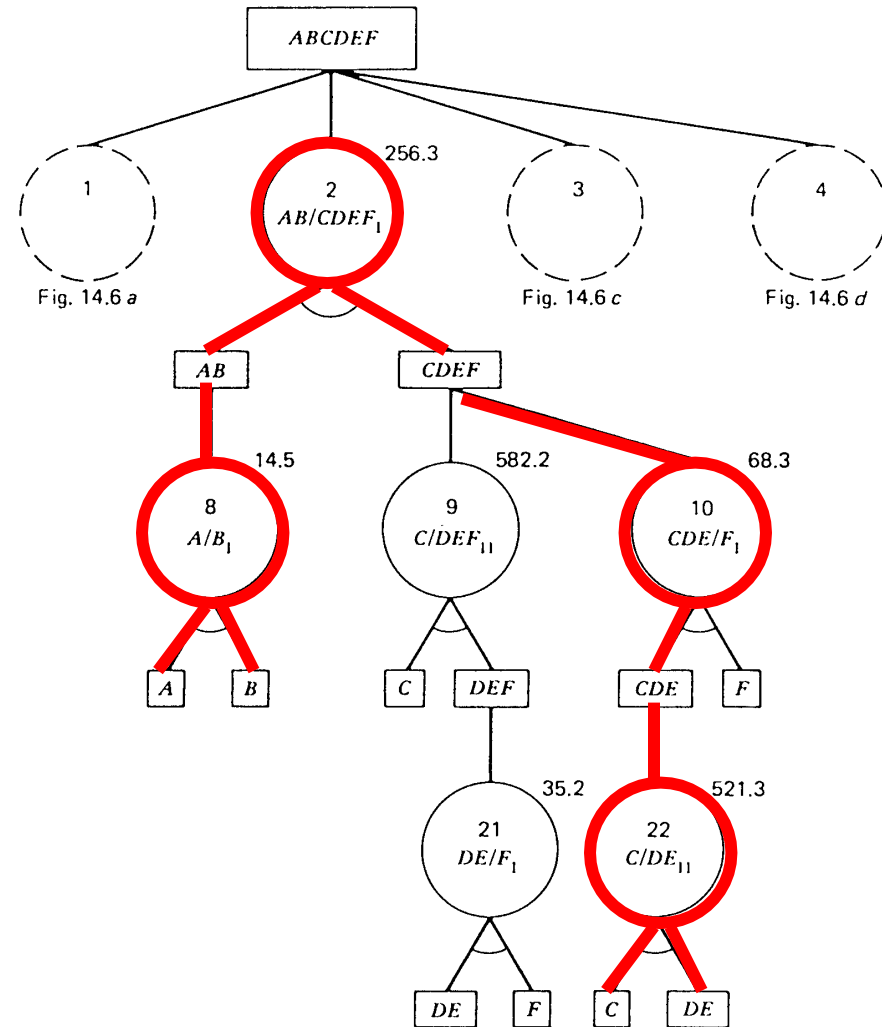 ABCDEF
256.3
1
2
3
4
AB/CDEF₁
Fig. 14.6 a
Fig. 14.6 c
Fig. 14.6 d
AB
CDEF
14.5
582.2
68.3
8
9
10
A/B₁
C/DEF₁₁
CDE/F₁
A
B
C
DEF
CDE
F
35.2
521.3
21
22
DE/F₁
C/DE₁₁
DE
F
C
DE